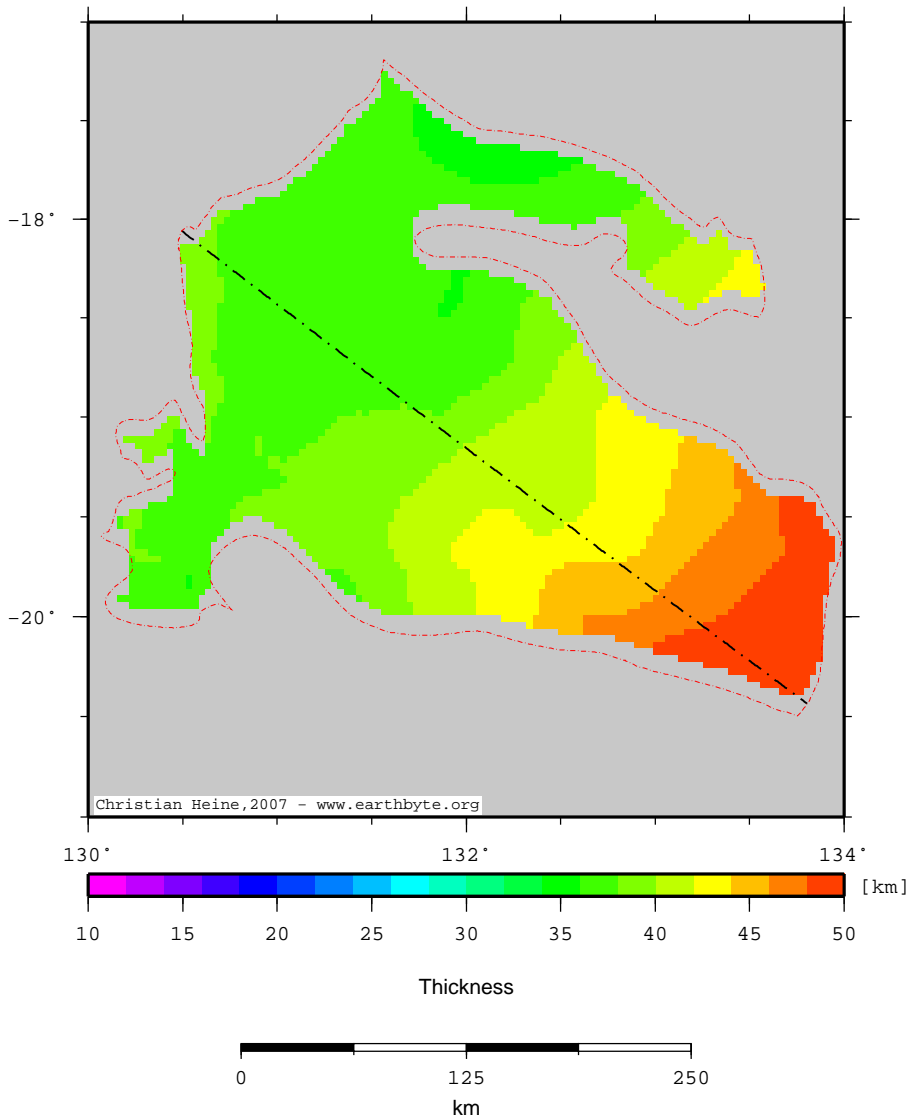 -18°
-20°
Christian Heine,2007 - www.earthbyte.org
130° 132° 134°
[km]
10 15 20 25 30 35 40 45 50
Thickness
0 125 250
km